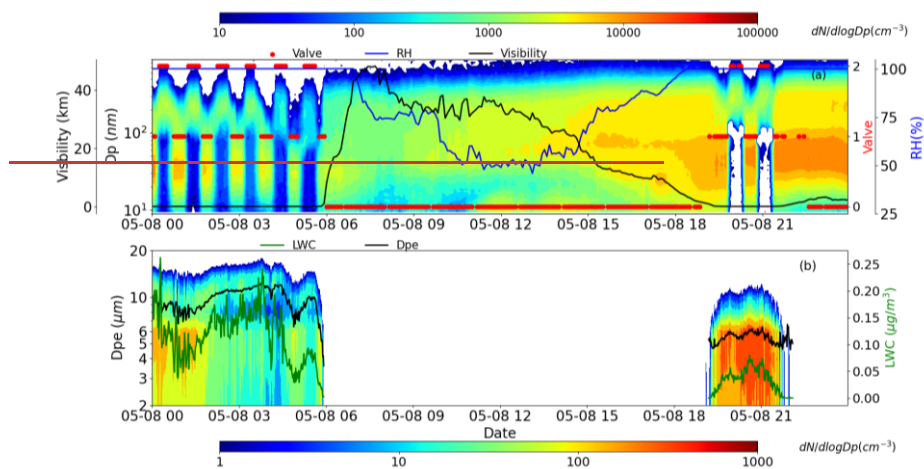 10 100 1000 10000 100000 dN/dlogDp(cm⁻³)
Valve RH Visibility
(a)
Visibility (km)
40
20
0
Dp (nm)
10²
10¹
Valve
2
1
0
RH(%)
100
75
50
25
05-08 00 05-08 03 05-08 06 05-08 09 05-08 12 05-08 15 05-08 18 05-08 21
LWC Dpe
(b)
Dpe (μm)
20
10
6
5
4
3
2
LWC (μg/m³)
0.25
0.20
0.15
0.10
0.05
0.00
05-08 00 05-08 03 05-08 06 05-08 09 05-08 12 05-08 15 05-08 18 05-08 21
Date
1 10 100 1000 dN/dlogDp(cm⁻³)